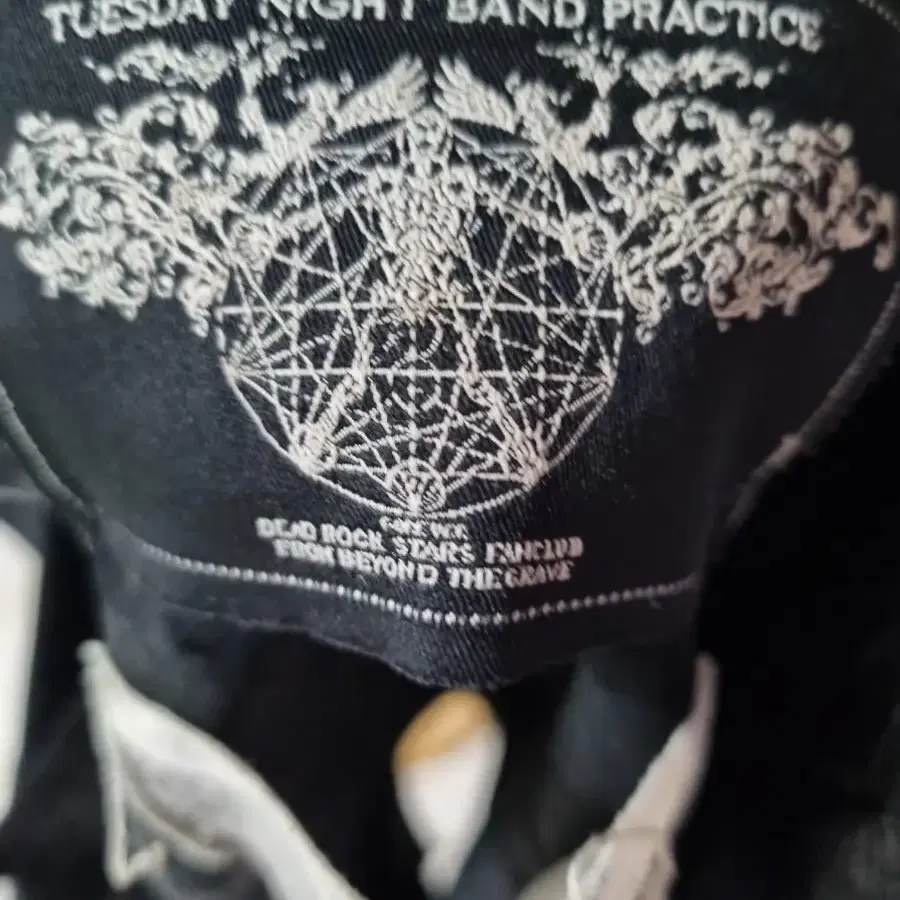 TUESDAY NIGHT BAND PRACTICE
DEAD ROCK STARS FANCLUB
FROM BEYOND THE GRAVE